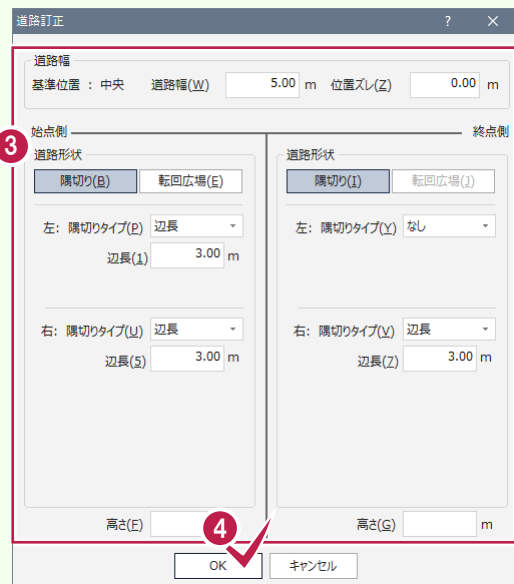 道路訂正 ? ×
道路幅
基準位置 : 中央 道路幅(W) 5.00 m 位置ズレ(Z) 0.00 m
3
始点側 終点側
道路形状 道路形状
隅切り(B) 転回広場(E) 隅切り(I) 転回広場(J)
左: 隅切りタイプ(P) 辺長 左: 隅切りタイプ(Y) なし
辺長(1) 3.00 m
右: 隅切りタイプ(U) 辺長 右: 隅切りタイプ(V) 辺長
辺長(5) 3.00 m 辺長(7) 3.00 m
高さ(F) 高さ(G) m
4
OK キャンセル